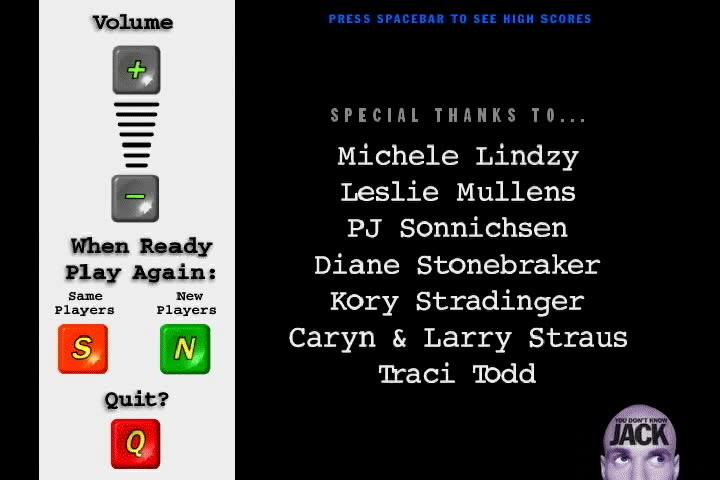 Volume
+
-
When Ready
Play Again:
Same
Players
New
Players
S
N
Quit?
Q
PRESS SPACEBAR TO SEE HIGH SCORES
SPECIAL THANKS TO...
Michele Lindzy
Leslie Mullens
PJ Sonnichsen
Diane Stonebraker
Kory Stradinger
Caryn & Larry Straus
Traci Todd
YOU DON'T KNOW
JACK